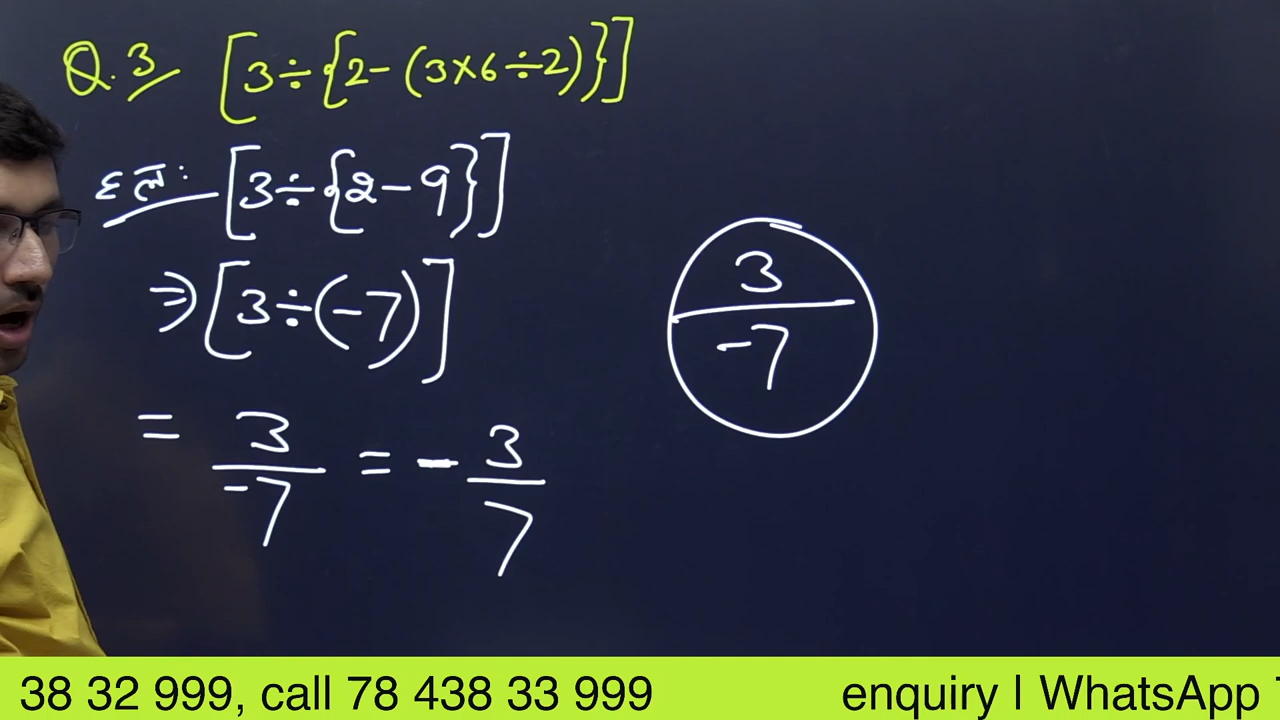 Q.3 [3÷{2-(3×6÷2)}]
हल: [3÷{2-9}]
⇒ [3÷(-7)]
= 3/-7 = - 3/7
3/-7
38 32 999, call 78 438 33 999 enquiry | WhatsApp